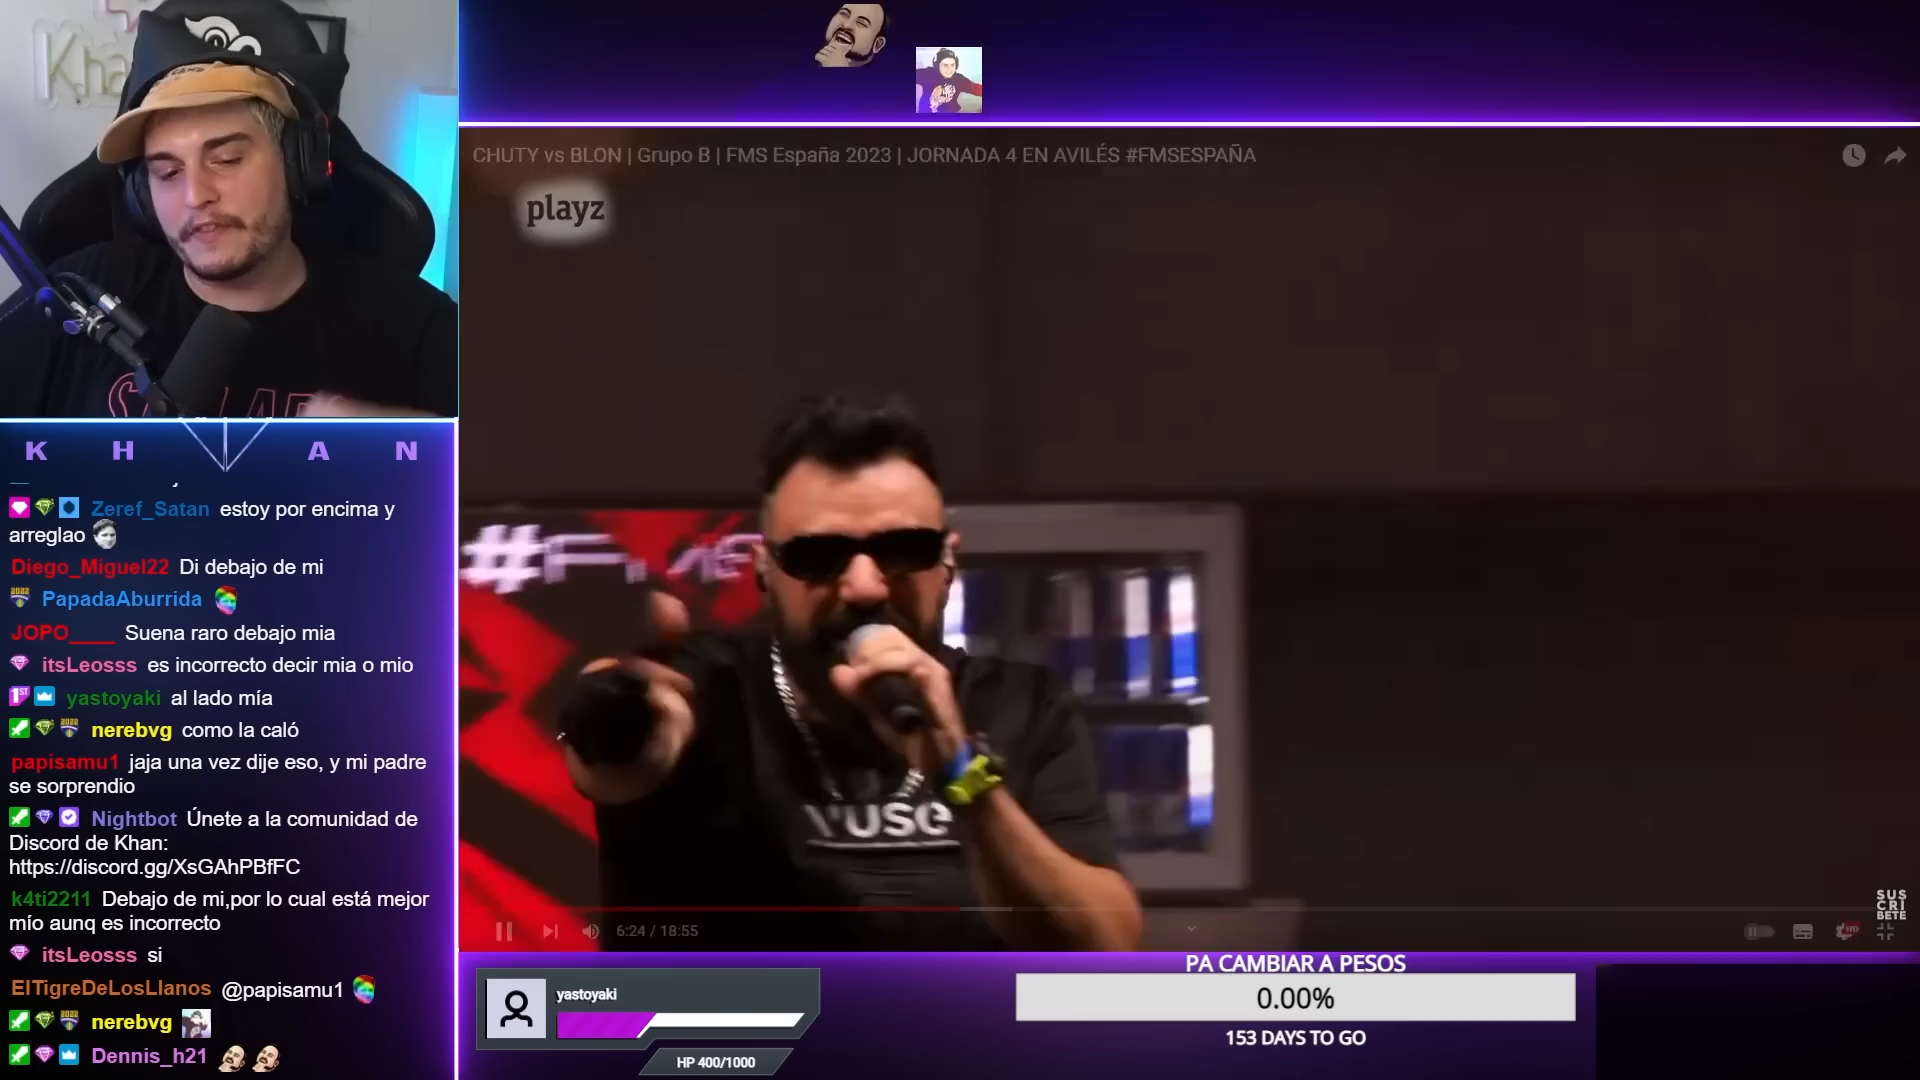 Kha
CHUTY vs BLON | Grupo B | FMS España 2023 | JORNADA 4 EN AVILÉS #FMSESPAÑA
playz
K H A N
Zeref_Satan estoy por encima y
arreglao
Diego_Miguel22 Di debajo de mi
PapadaAburrida
JOPO____ Suena raro debajo mia
itsLeosss es incorrecto decir mia o mio
yastoyaki al lado mía
nerebvg como la caló
papisamu1 jaja una vez dije eso, y mi padre
se sorprendio
Nightbot Únete a la comunidad de
Discord de Khan:
https://discord.gg/XsGAhPBfFC
k4ti2211 Debajo de mi,por lo cual está mejor
mío aunq es incorrecto
itsLeosss si
ElTigreDeLosLlanos @papisamu1
nerebvg
Dennis_h21
vuse
6:24 / 18:55
SUS
CRI
BETE
HD
yastoyaki
HP 400/1000
PA CAMBIAR A PESOS
0.00%
153 DAYS TO GO